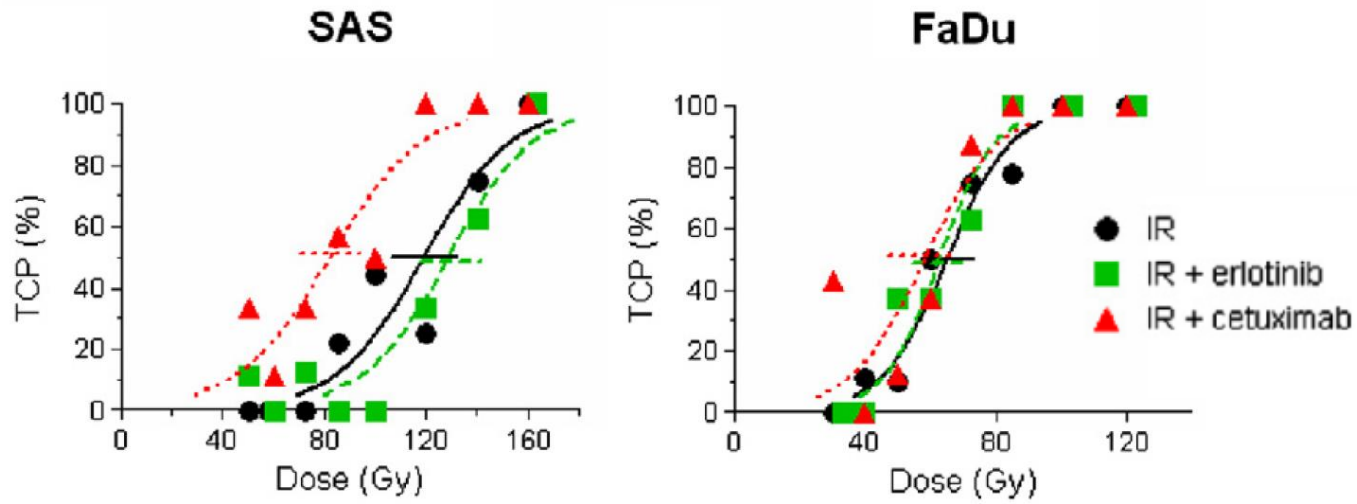 SAS
FaDu
TCP (%)
100
80
60
40
20
0
0 40 80 120 160
Dose (Gy)
TCP (%)
100
80
60
40
20
0
0 40 80 120
Dose (Gy)
IR
IR + erlotinib
IR + cetuximab